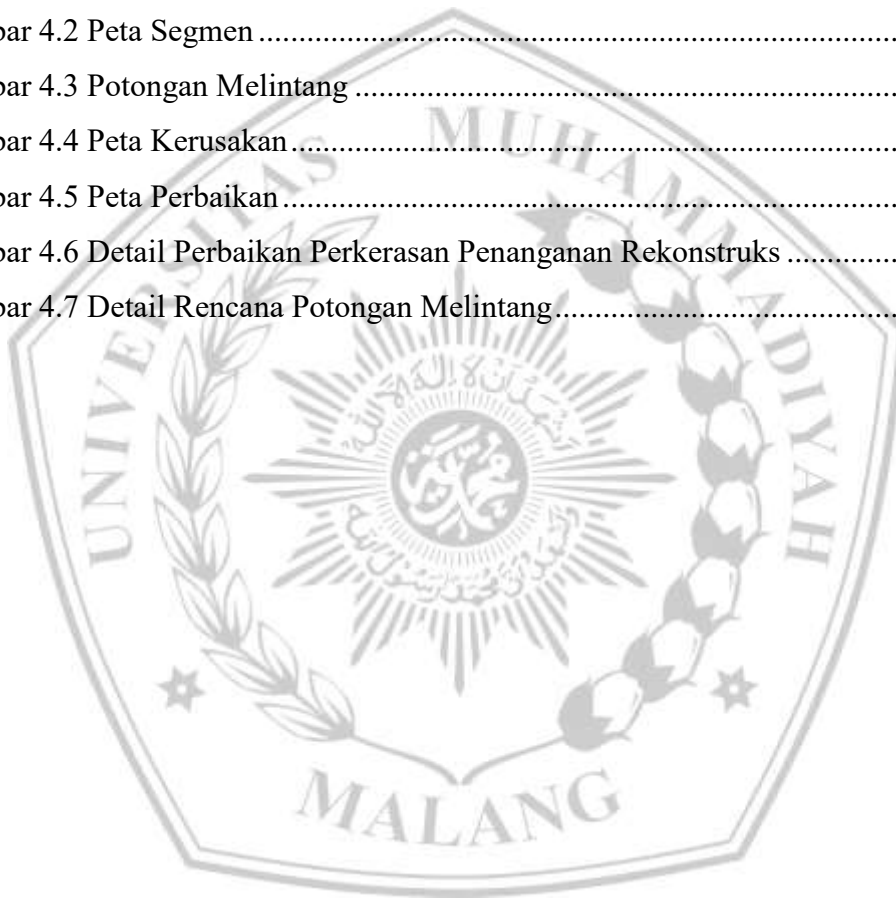 bar 4.2 Peta Segmen ................................................................................
bar 4.3 Potongan Melintang ....................................................................
bar 4.4 Peta Kerusakan ............................................................................
bar 4.5 Peta Perbaikan .............................................................................
bar 4.6 Detail Perbaikan Perkerasan Penanganan Rekonstruks ..............
bar 4.7 Detail Rencana Potongan Melintang ...........................................
UNIVERSITAS MUHAMMADIYAH
MALANG